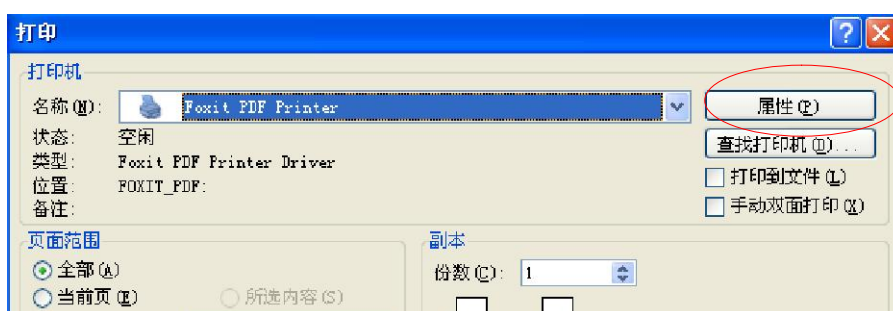 打印
打印机
名称(N): Foxit PDF Printer
属性(P)
状态: 空闲
查找打印机(D)...
类型: Foxit PDF Printer Driver
位置: FOXIT_PDF:
打印到文件(L)
备注:
手动双面打印(X)
页面范围
全部(A)
当前页(E)
所选内容(S)
副本
份数(C): 1